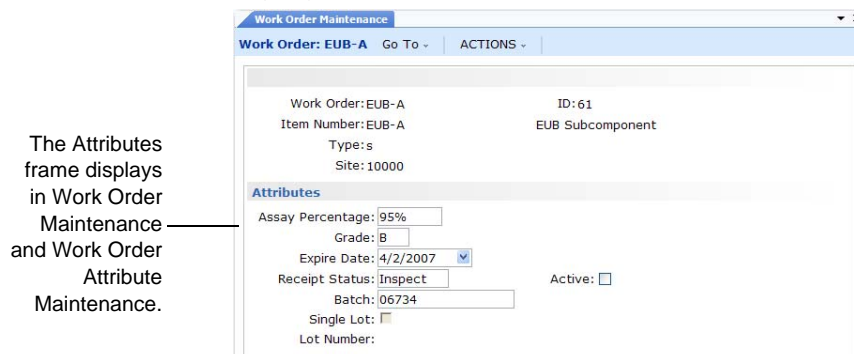 Work Order Maintenance
Work Order: EUB-A Go To ACTIONS
Work Order: EUB-A ID: 61
Item Number: EUB-A EUB Subcomponent
Type: s
Site: 10000
Attributes
Assay Percentage: 95%
Grade: B
Expire Date: 4/2/2007
Receipt Status: Inspect Active:
Batch: 06734
Single Lot:
Lot Number:
The Attributes
frame displays
in Work Order
Maintenance
and Work Order
Attribute
Maintenance.